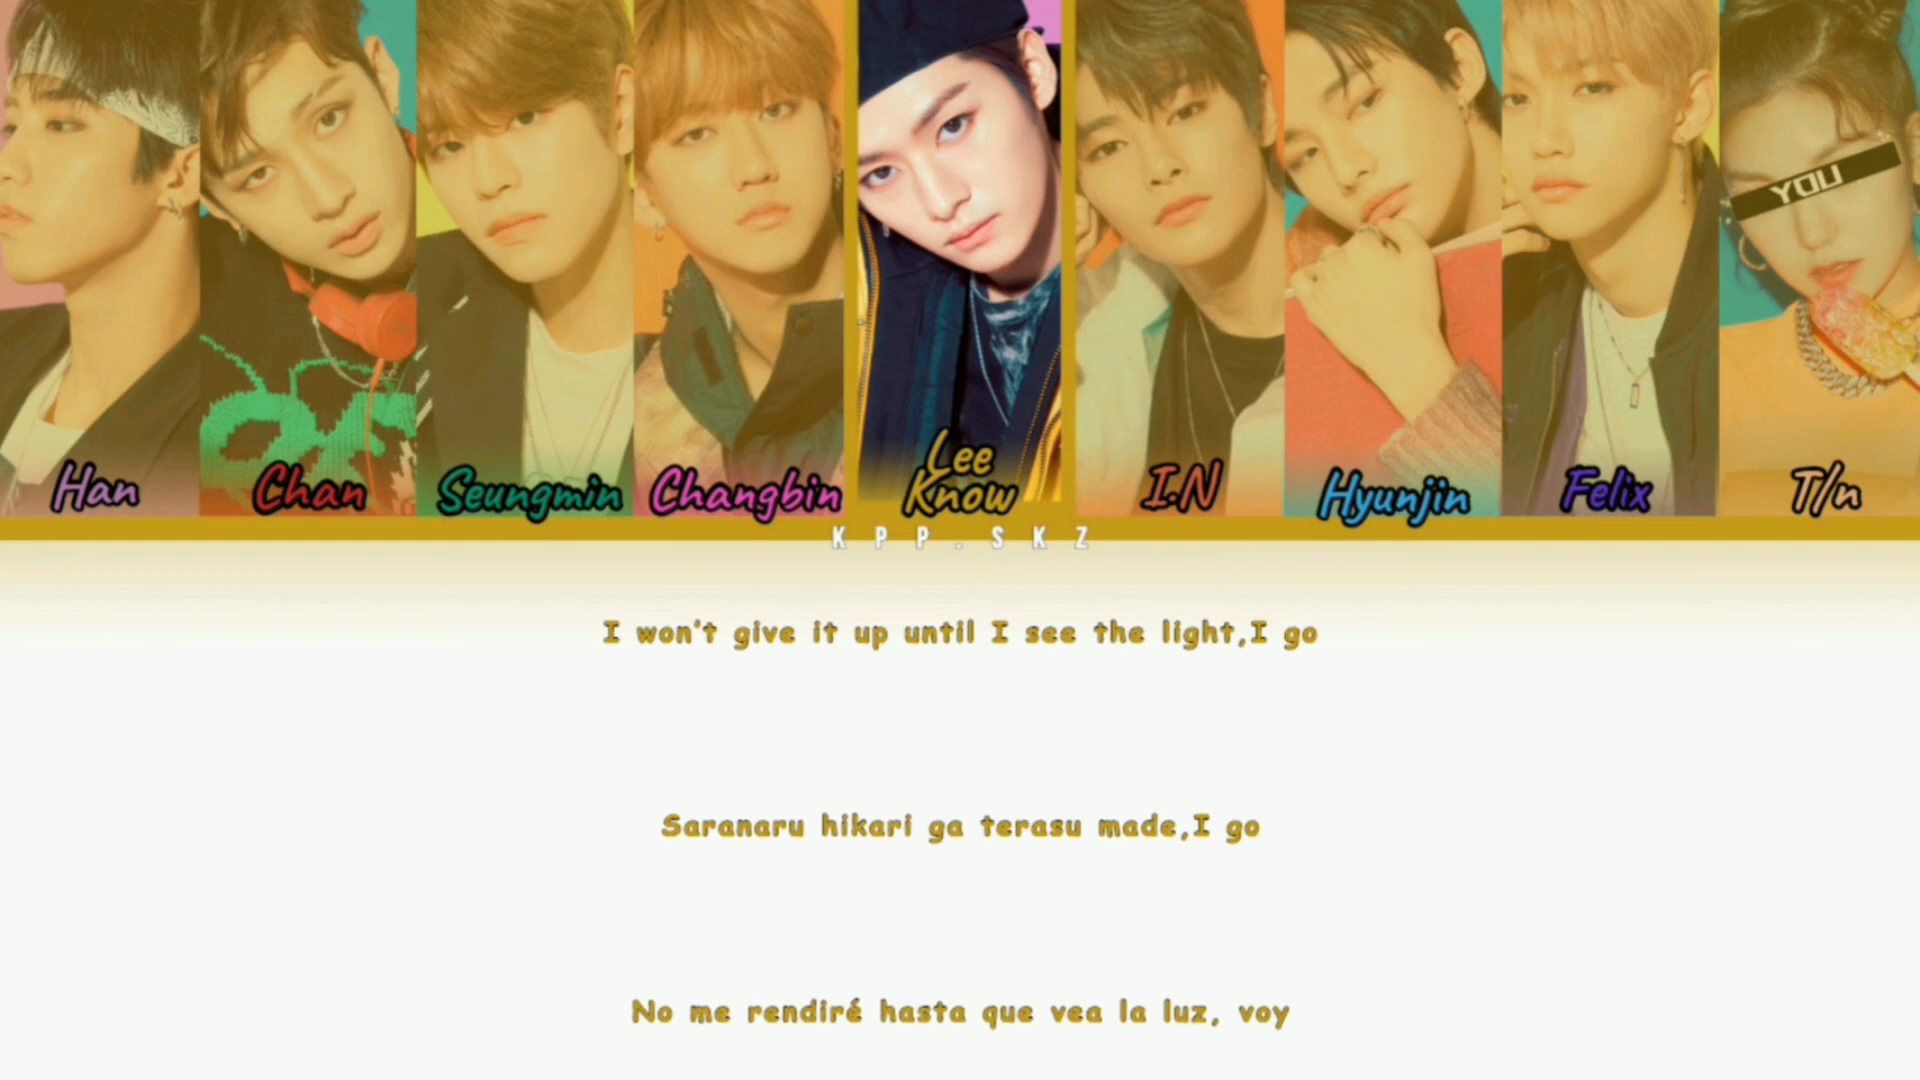 YOU
Han
Chan
Seungmin
Changbin
Lee
Know
I.N
Hyunjin
Felix
T/n
KPP.SKZ
I won't give it up until I see the light,I go
Saranaru hikari ga terasu made,I go
No me rendiré hasta que vea la luz, voy